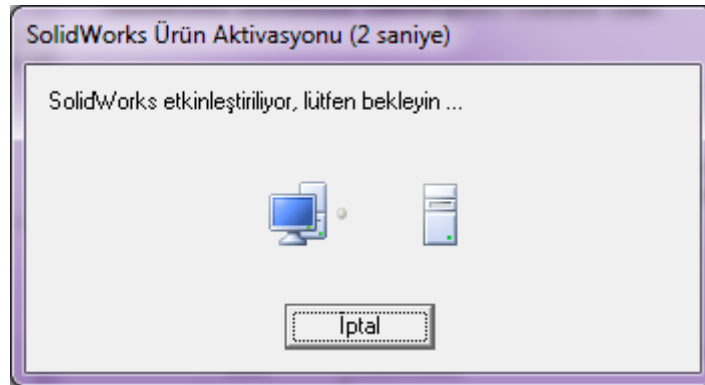 SolidWorks Ürün Aktivasyonu (2 saniye)
SolidWorks etkinleştiriliyor, lütfen bekleyin ...
İptal